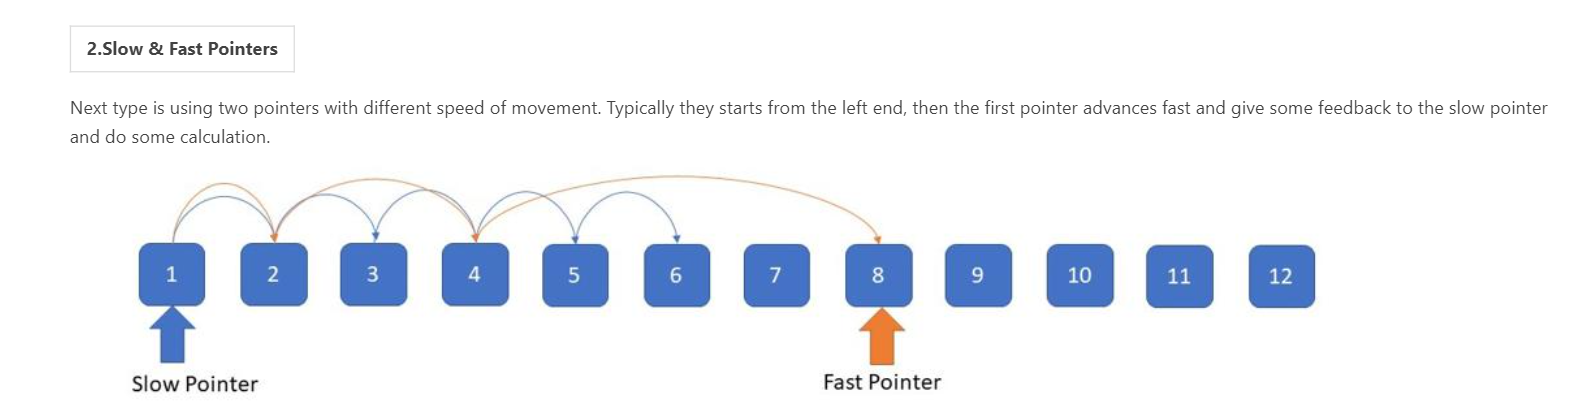 2.Slow & Fast Pointers
Next type is using two pointers with different speed of movement. Typically they starts from the left end, then the first pointer advances fast and give some feedback to the slow pointer
and do some calculation.
1 2 3 4 5 6 7 8 9 10 11 12
Slow Pointer Fast Pointer